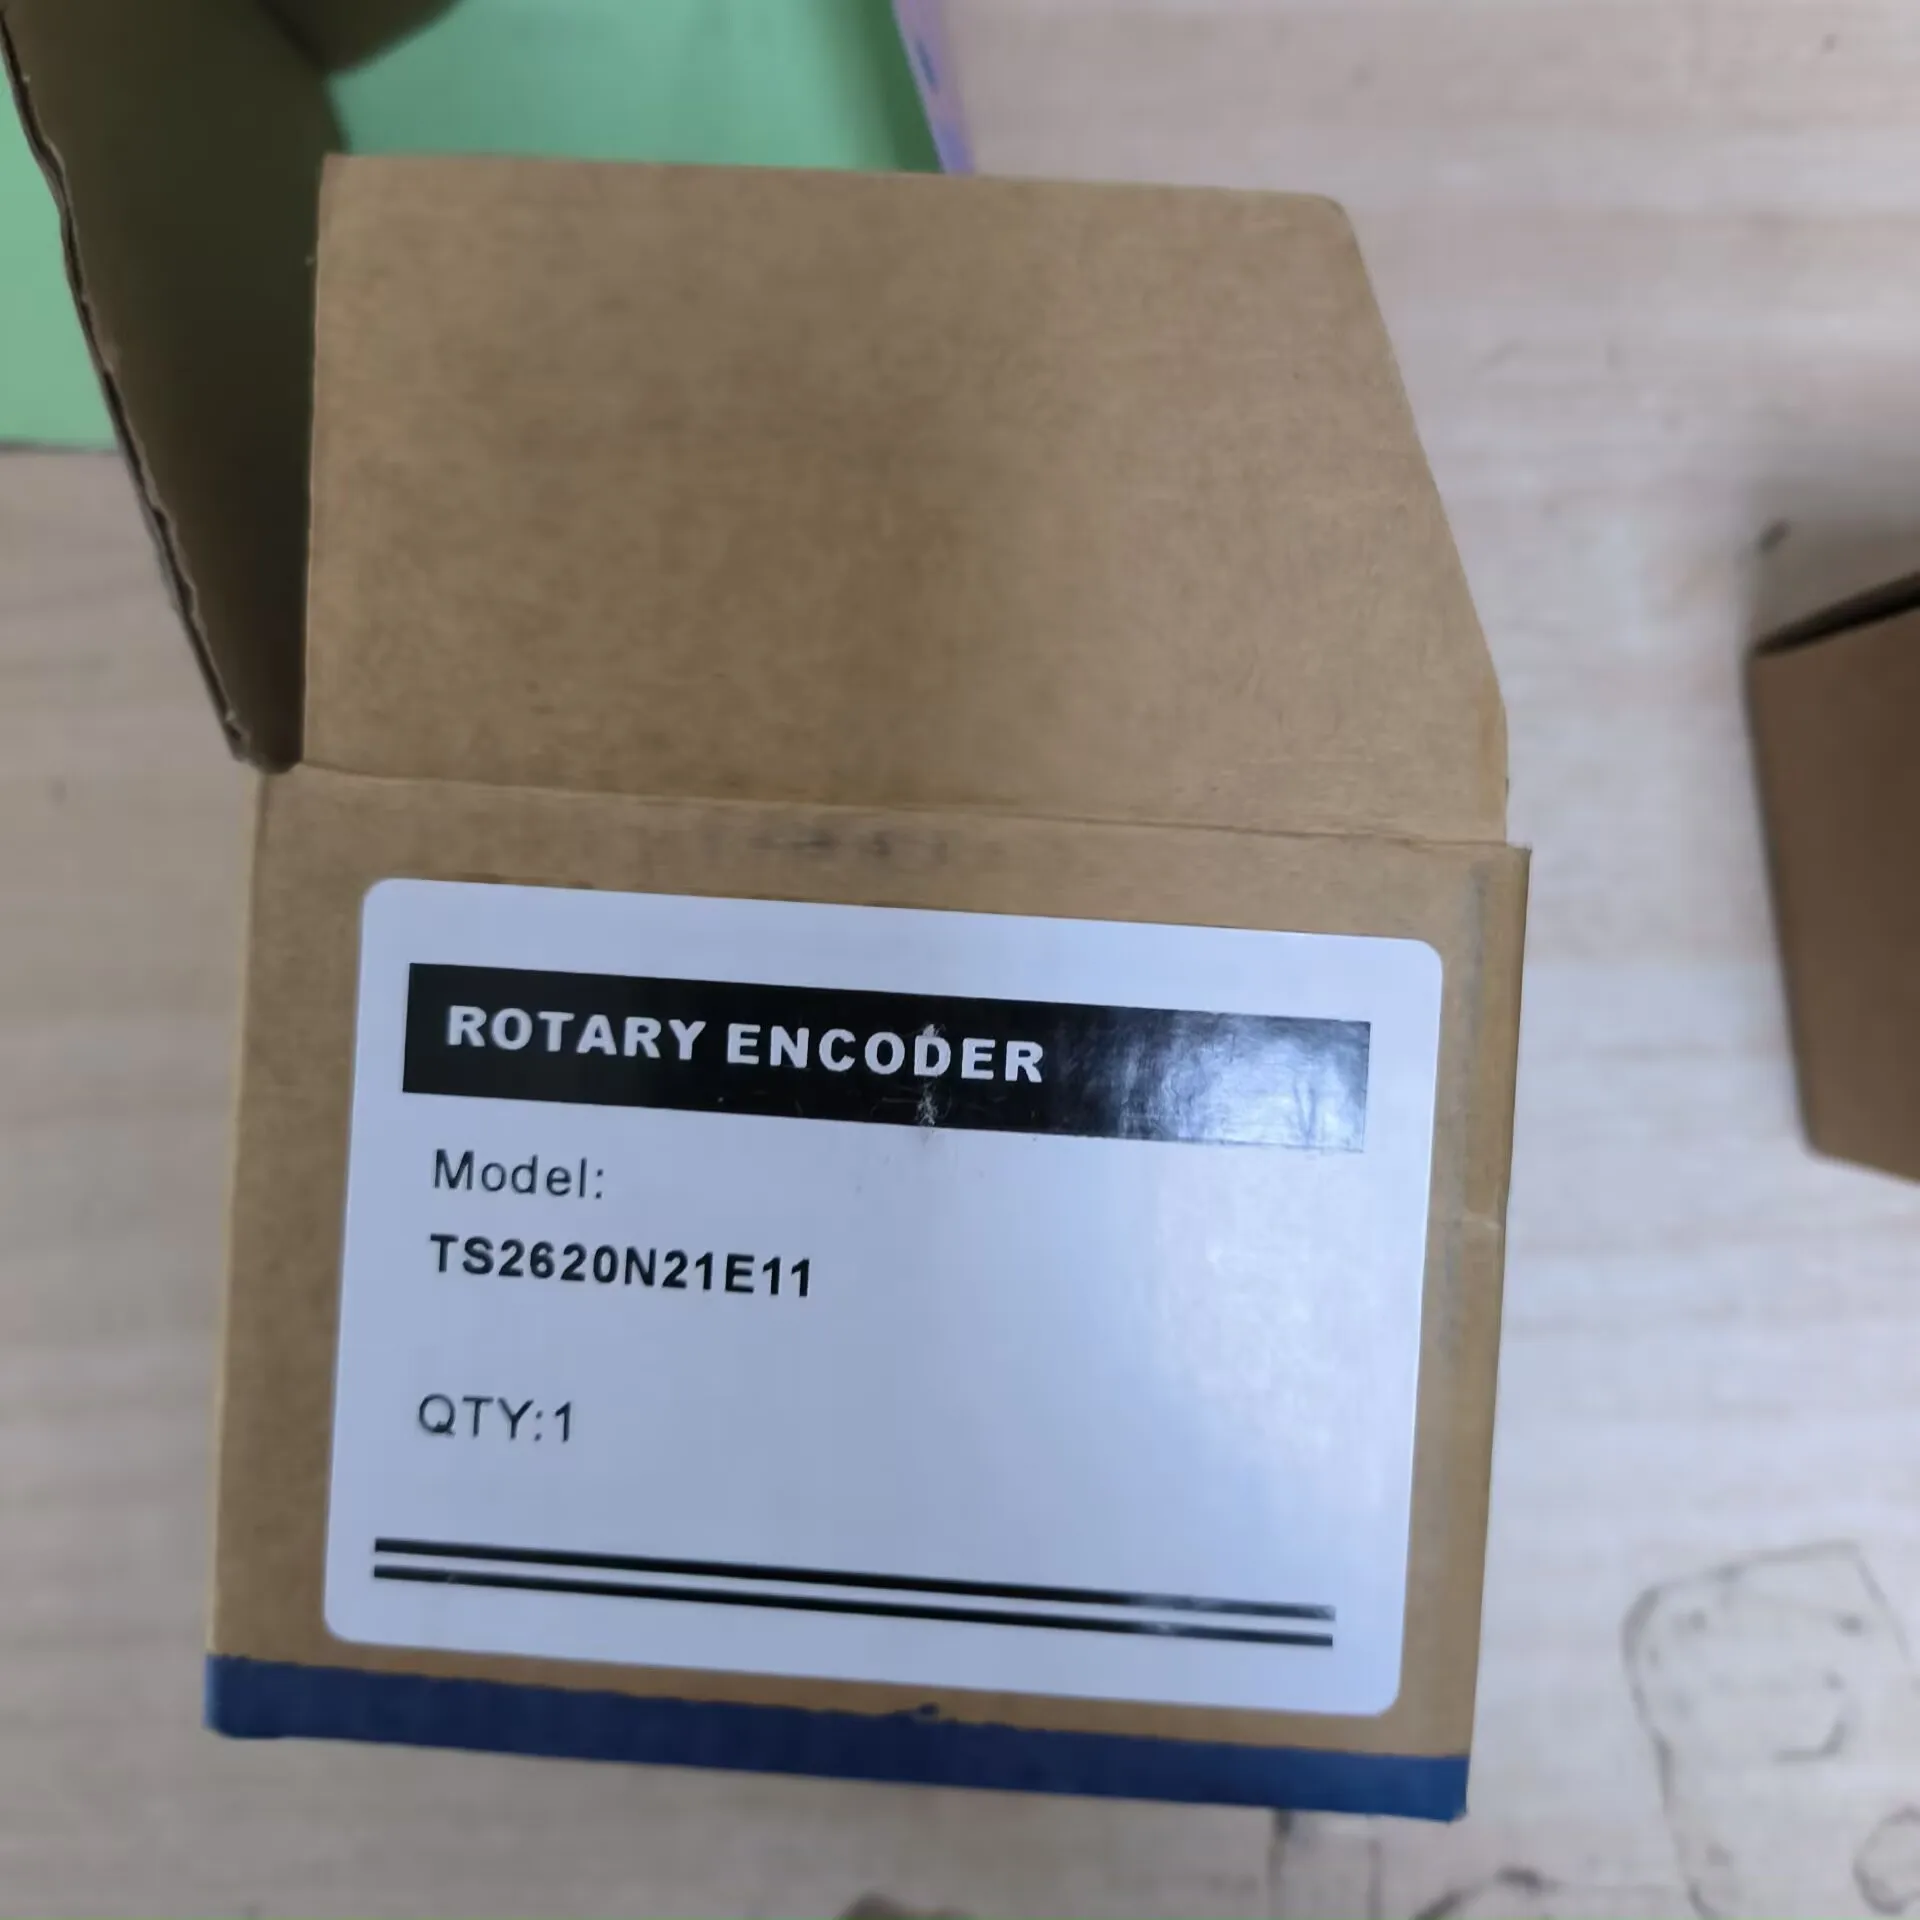 ROTARY ENCODER
Model:
TS2620N21E11
QTY:1